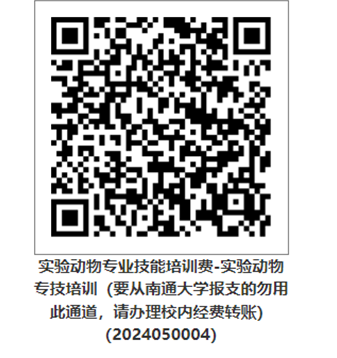 实验动物专业技能培训费-实验动物
专技培训（要从南通大学报支的勿用
此通道，请办理校内经费转账）
（2024050004）